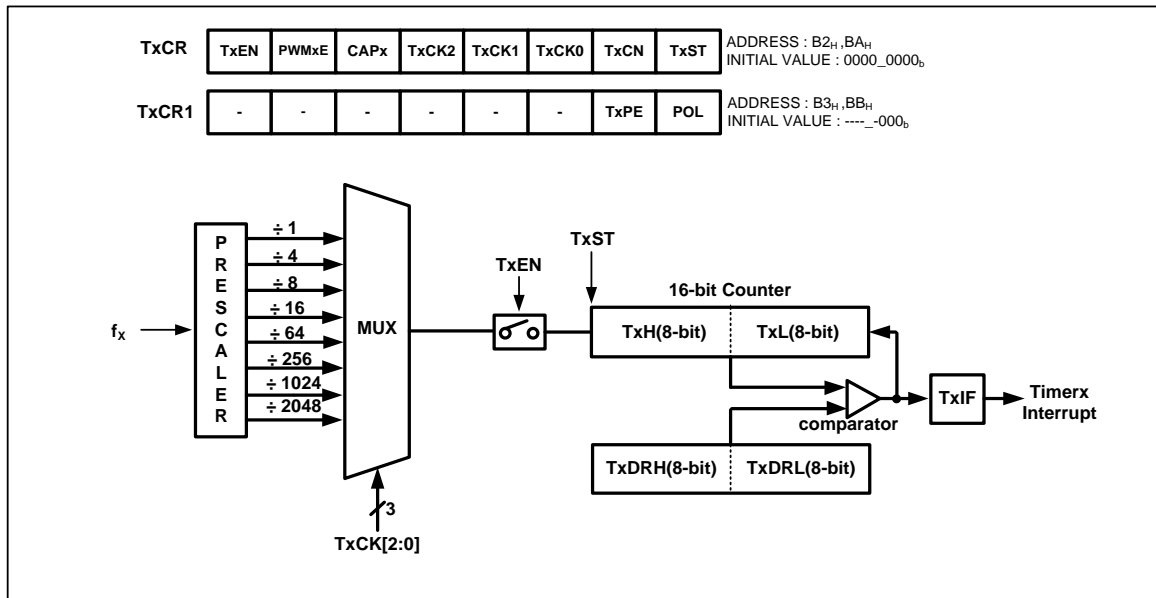 TxCR TxEN PWMxE CAPx TxCK2 TxCK1 TxCK0 TxCN TxST
ADDRESS : B2H ,BAH
INITIAL VALUE : 0000_0000b
TxCR1 - - - - - - TxPE POL
ADDRESS : B3H ,BBH
INITIAL VALUE : ----_-000b
fX
P
R
E
S
C
A
L
E
R
÷ 1
÷ 4
÷ 8
÷ 16
÷ 64
÷ 256
÷ 1024
÷ 2048
MUX
3
TxCK[2:0]
TxEN
TxST
16-bit Counter
TxH(8-bit) TxL(8-bit)
comparator
TxIF
Timerx
Interrupt
TxDRH(8-bit) TxDRL(8-bit)